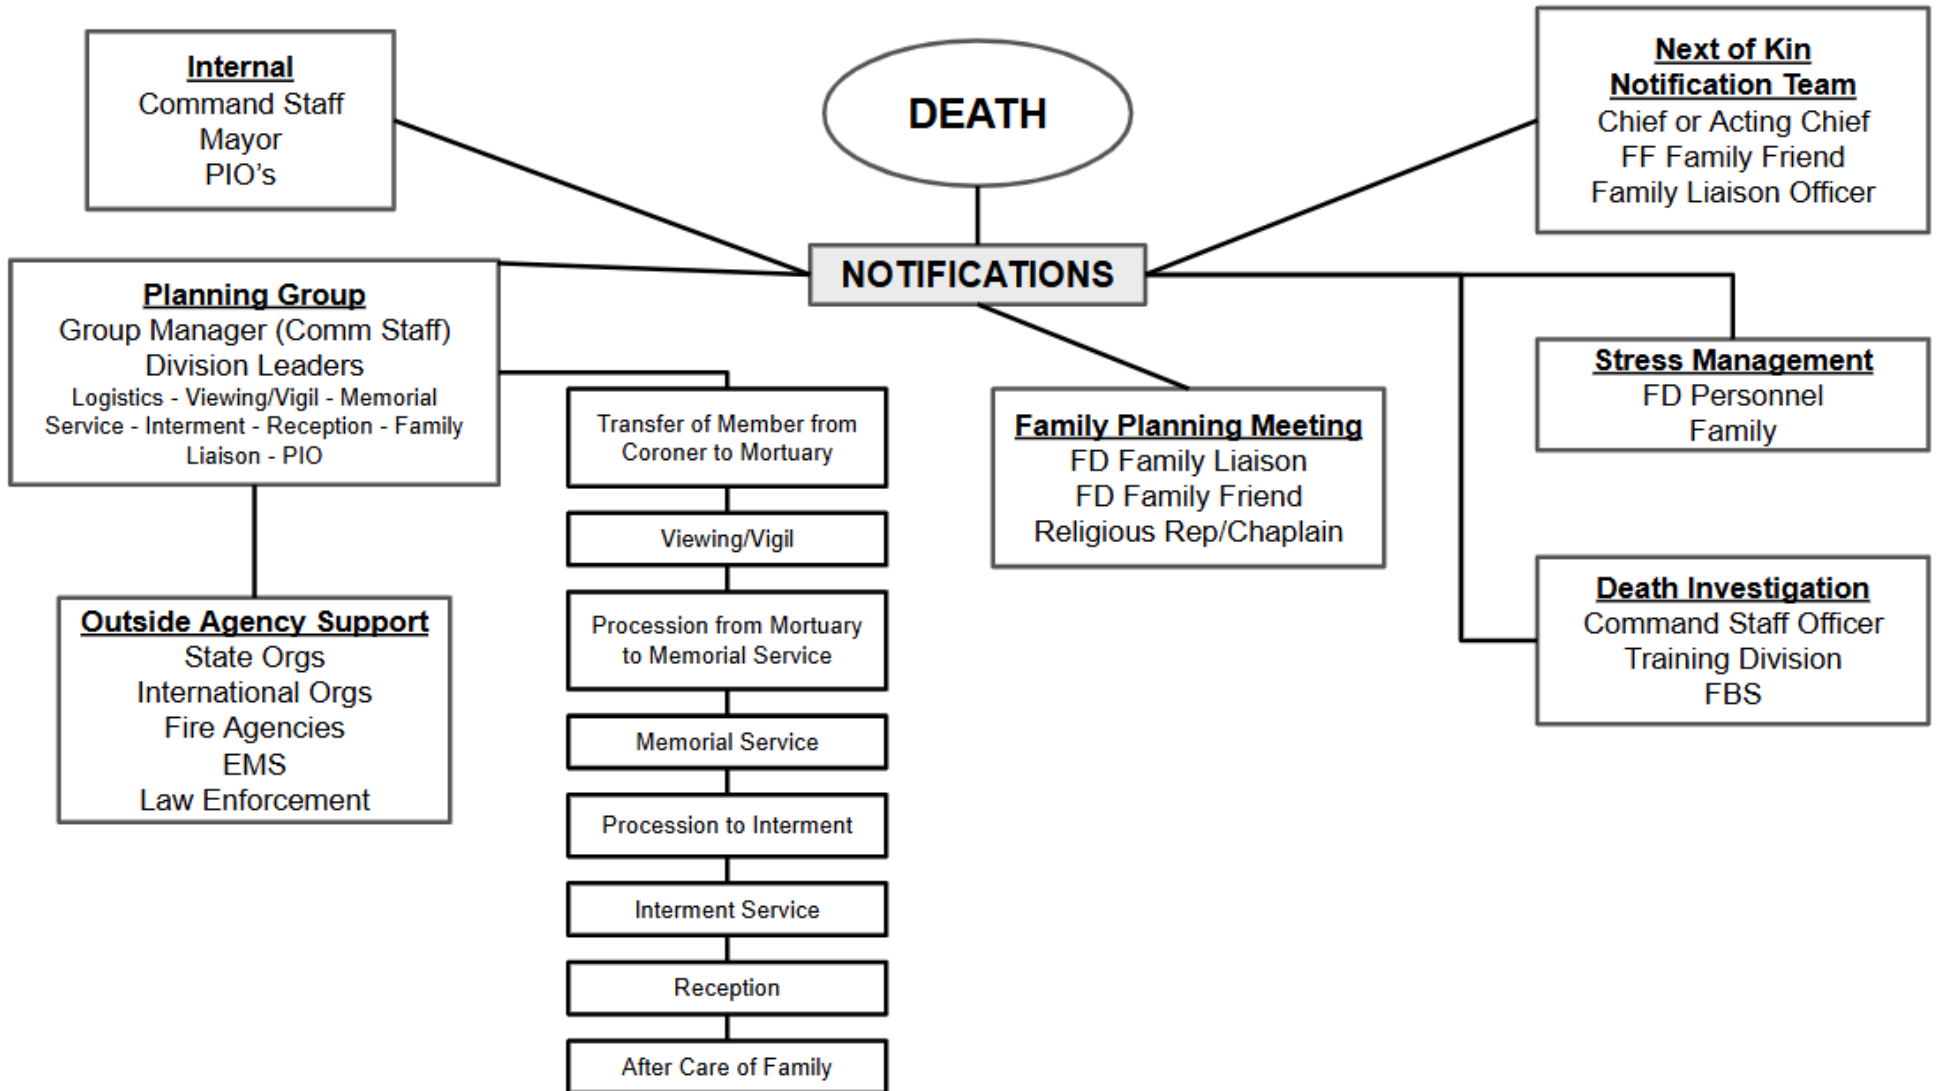 Internal
Command Staff
Mayor
PIO's
DEATH
Next of Kin
Notification Team
Chief or Acting Chief
FF Family Friend
Family Liaison Officer
NOTIFICATIONS
Planning Group
Group Manager (Comm Staff)
Division Leaders
Logistics - Viewing/Vigil - Memorial
Service - Interment - Reception - Family
Liaison - PIO
Outside Agency Support
State Orgs
International Orgs
Fire Agencies
EMS
Law Enforcement
Transfer of Member from
Coroner to Mortuary
Viewing/Vigil
Procession from Mortuary
to Memorial Service
Memorial Service
Procession to Interment
Interment Service
Reception
After Care of Family
Family Planning Meeting
FD Family Liaison
FD Family Friend
Religious Rep/Chaplain
Stress Management
FD Personnel
Family
Death Investigation
Command Staff Officer
Training Division
FBS